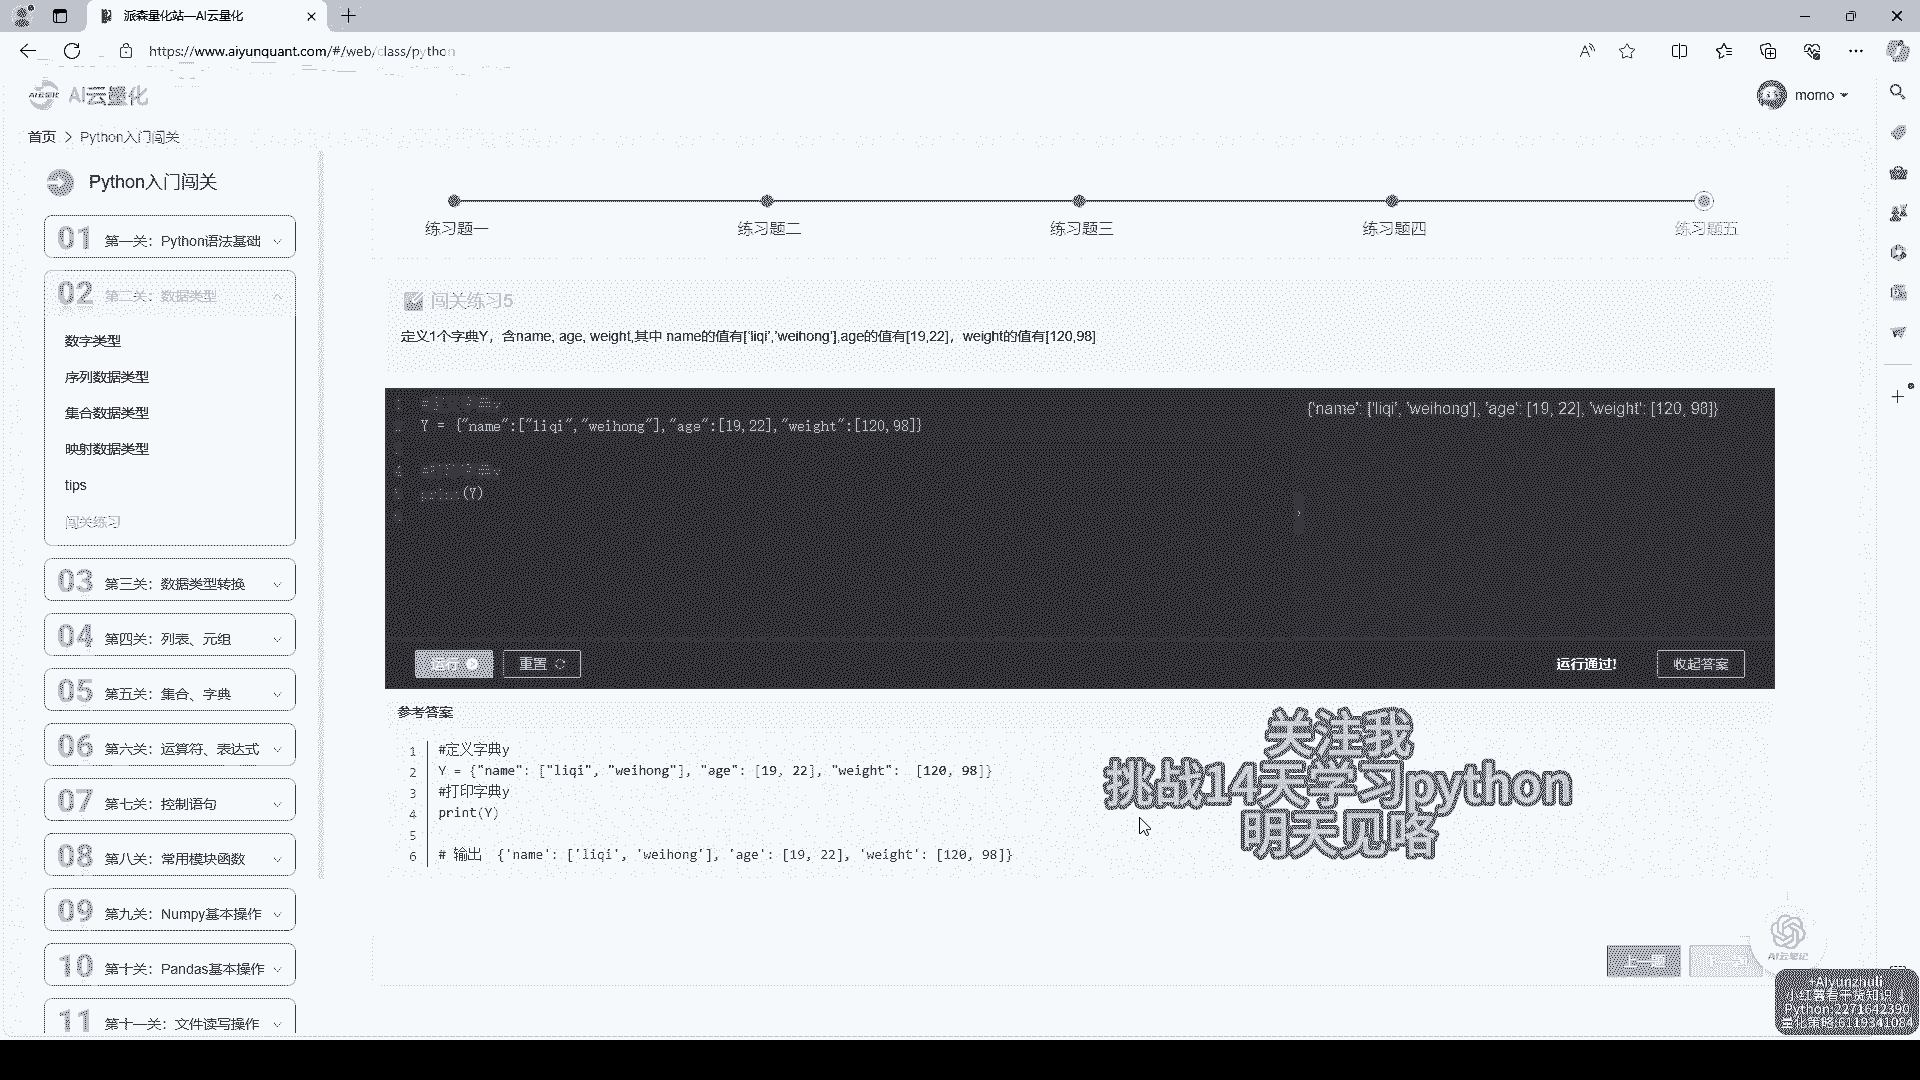 派森量化站—AI云量化
https://www.aiyunquant.com/#/web/class/python
AI云量化
momo
首页 > Python入门闯关
Python入门闯关
01 第一关：Python语法基础
02 第二关：数据类型
数字类型
序列数据类型
集合数据类型
映射数据类型
tips
闯关练习
03 第三关：数据类型转换
04 第四关：列表、元组
05 第五关：集合、字典
06 第六关：运算符、表达式
07 第七关：控制语句
08 第八关：常用模块函数
09 第九关：Numpy基本操作
10 第十关：Pandas基本操作
11 第十一关：文件读写操作
练习题一
练习题二
练习题三
练习题四
练习题五
闯关练习5
定义1个字典Y，含name, age, weight,其中 name的值有['liqi','weihong'],age的值有[19,22]，weight的值有[120,98]
Y = {"name":["liqi","weihong"],"age":[19,22],"weight":[120,98]}
print(Y)
{'name': ['liqi', 'weihong'], 'age': [19, 22], 'weight': [120, 98]}
运行
重置
运行通过!
收起答案
参考答案
1 #定义字典y
2 Y = {"name": ["liqi", "weihong"], "age": [19, 22], "weight":  [120, 98]}
3 #打印字典y
4 print(Y)
5
6 # 输出  {'name': ['liqi', 'weihong'], 'age': [19, 22], 'weight': [120, 98]}
关注我
挑战14天学习python
明天见咯
上一题
下一题
AI云笔记
+AIyunzhuli
小红薯看干货知识↓
Python:2271642390
量化策略:6119341084